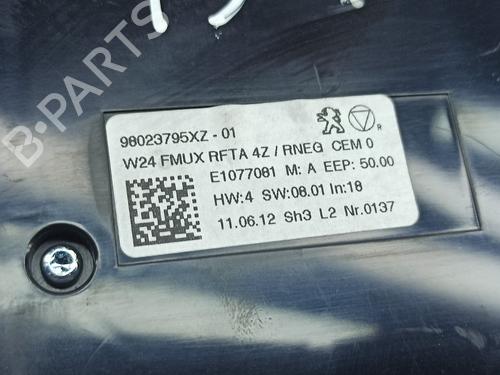 B-PARTS
98023795XZ - 01
W24 FMUX RFTA 4Z / RNEG CEM 0
E1077081 M: A EEP: 50.00
HW:4 SW:08.01 In:18
11.06.12 Sh3 L2 Nr.0137
R